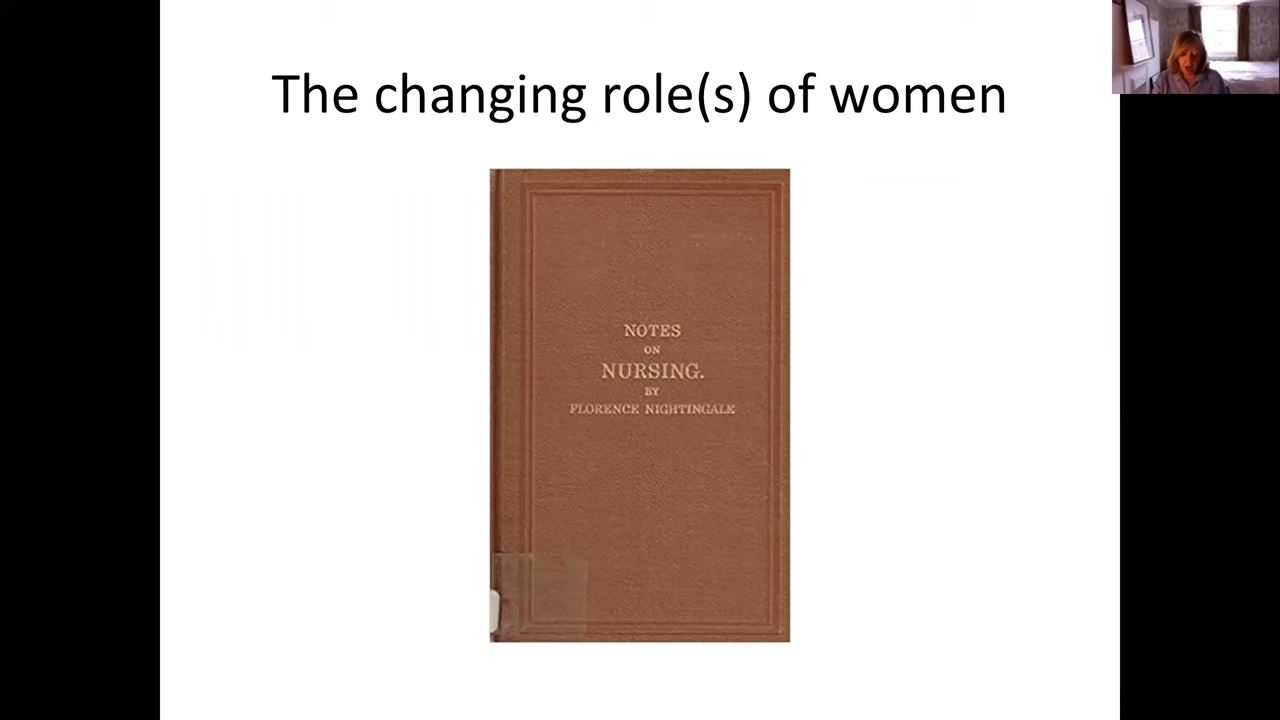 The changing role(s) of women
NOTES
ON
NURSING.
BY
FLORENCE NIGHTINGALE